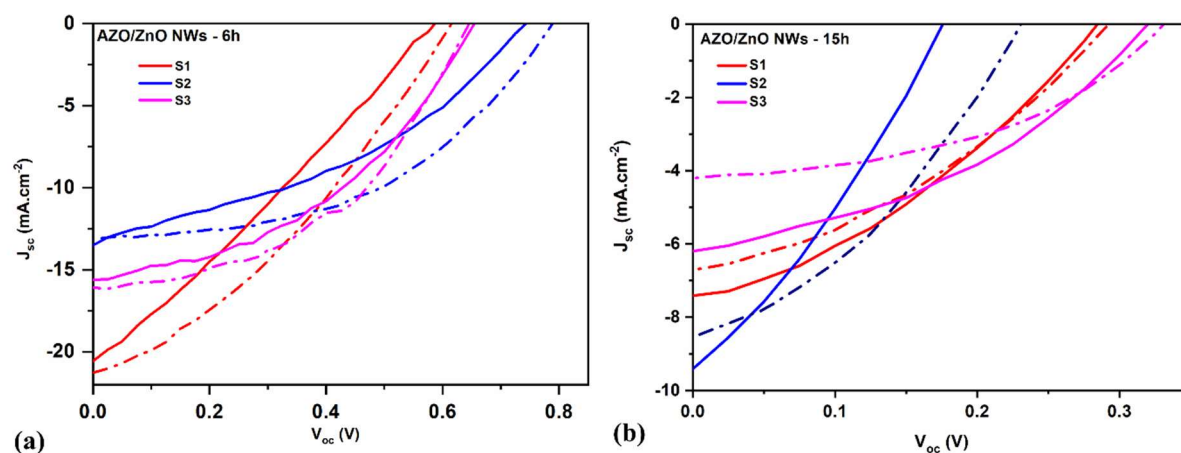 AZO/ZnO NWs - 6h
S1
S2
S3
0
-5
-10
-15
-20
J_sc (mA.cm⁻²)
0.0 0.2 0.4 0.6 0.8
V_oc (V)
(a)
AZO/ZnO NWs - 15h
S1
S2
S3
0
-2
-4
-6
-8
-10
J_sc (mA.cm⁻²)
0.0 0.1 0.2 0.3
V_oc (V)
(b)